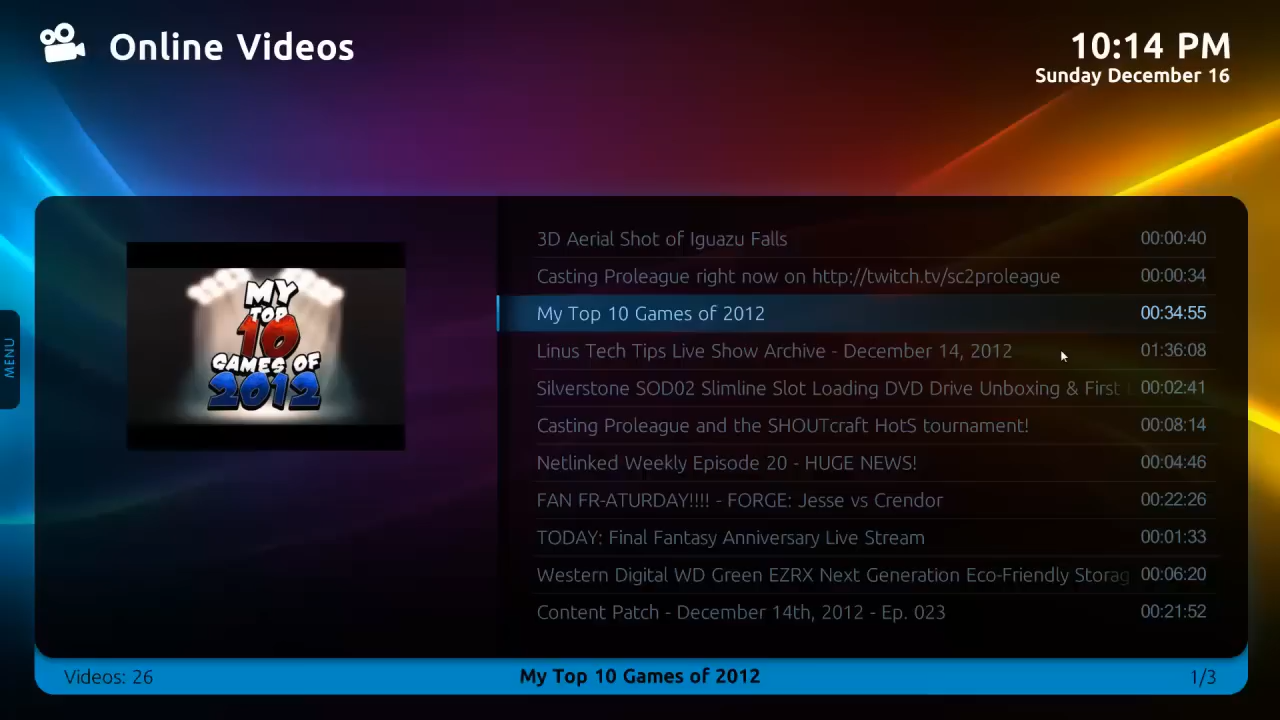 Online Videos
10:14 PM
Sunday December 16
MENU
MY
TOP
10
GAMES OF
2012
3D Aerial Shot of Iguazu Falls 00:00:40
Casting Proleague right now on http://twitch.tv/sc2proleague 00:00:34
My Top 10 Games of 2012 00:34:55
Linus Tech Tips Live Show Archive - December 14, 2012 01:36:08
Silverstone SOD02 Slimline Slot Loading DVD Drive Unboxing & First 00:02:41
Casting Proleague and the SHOUTcraft HotS tournament! 00:08:14
Netlinked Weekly Episode 20 - HUGE NEWS! 00:04:46
FAN FR-ATURDAY!!!! - FORGE: Jesse vs Crendor 00:22:26
TODAY: Final Fantasy Anniversary Live Stream 00:01:33
Western Digital WD Green EZRX Next Generation Eco-Friendly Storag 00:06:20
Content Patch - December 14th, 2012 - Ep. 023 00:21:52
Videos: 26 My Top 10 Games of 2012 1/3